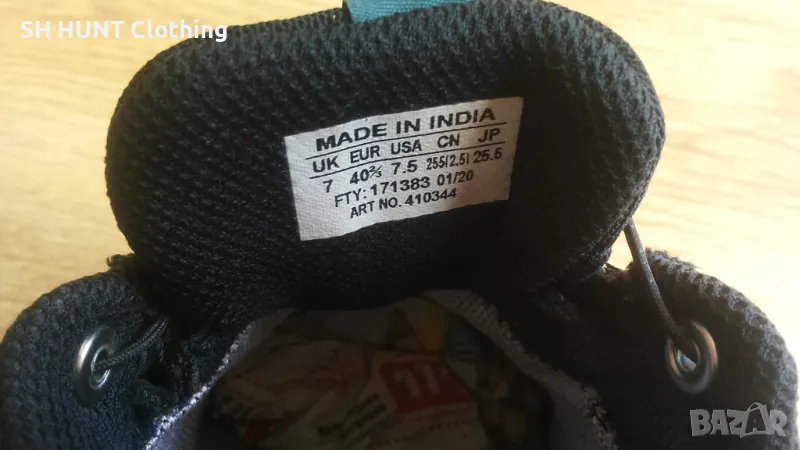 SH HUNT Clothing
MADE IN INDIA
UK EUR USA CN JP
7 40⅔ 7.5 255(2.5) 25.5
FTY: 171383 01/20
ART NO. 410344
BAZAR